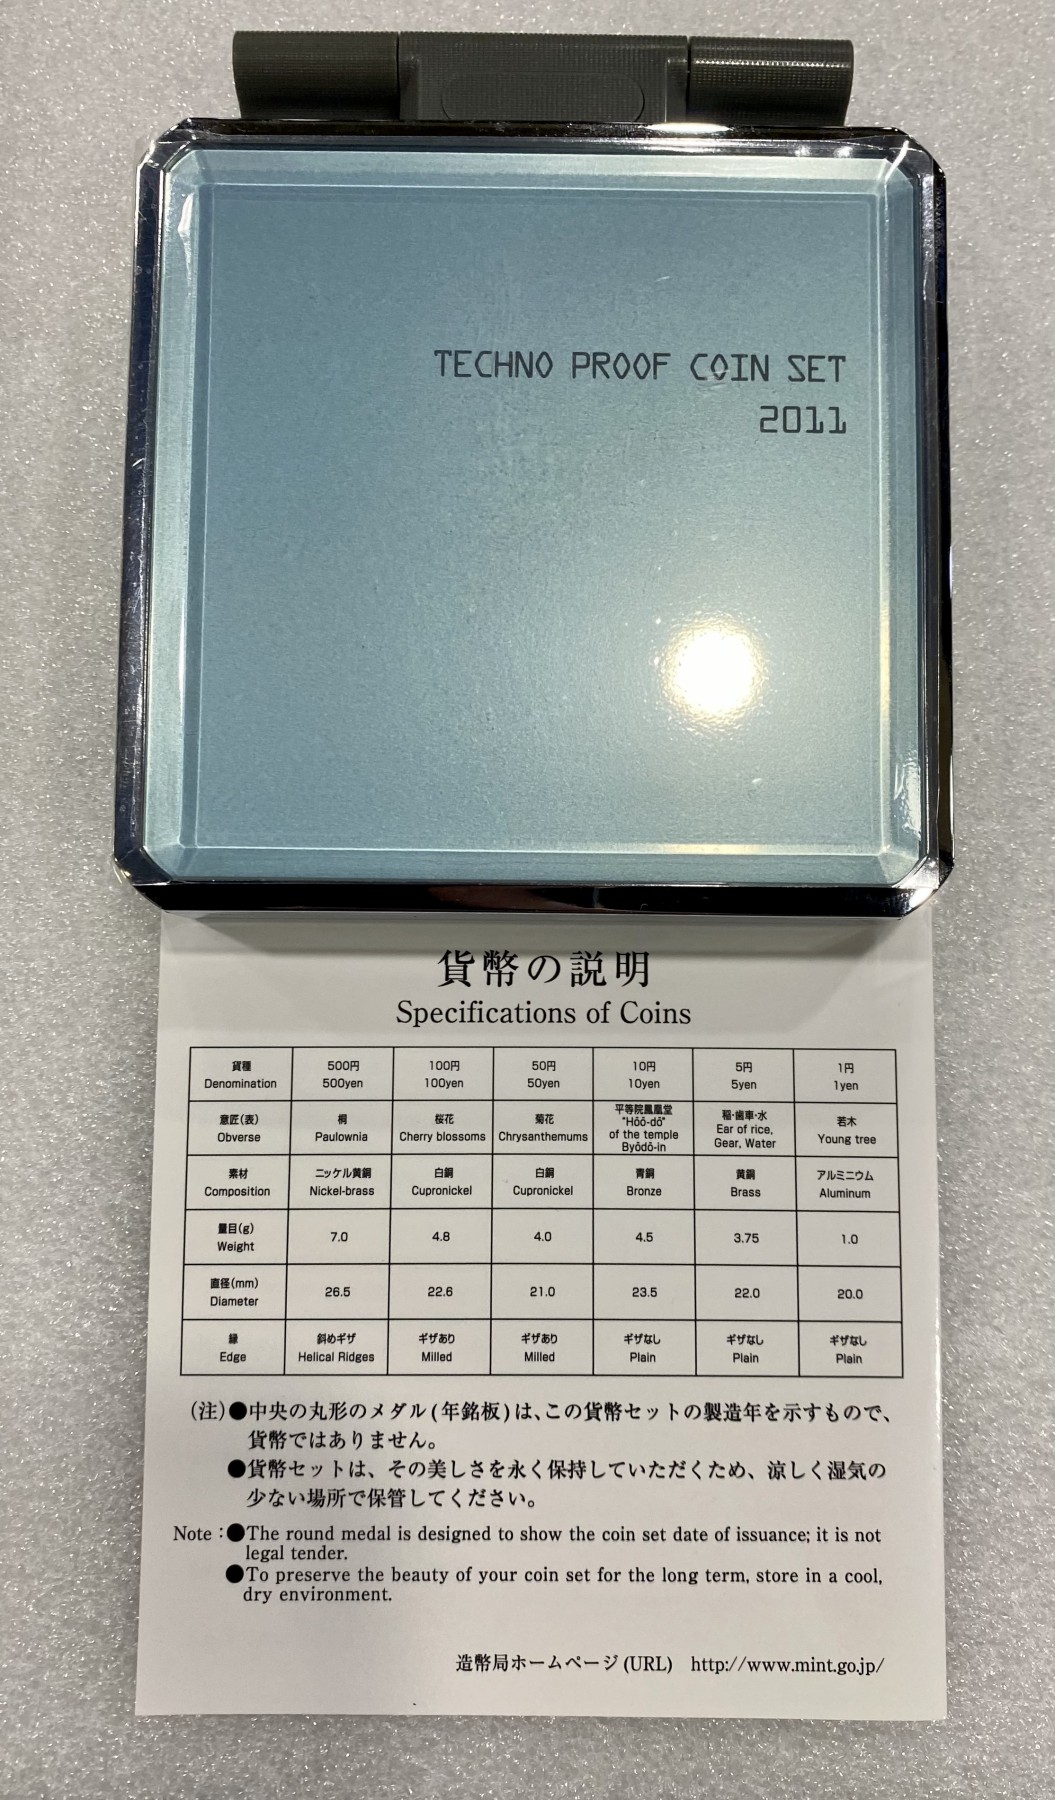 TECHNO PROOF COIN SET
2011
貨幣の説明
Specifications of Coins
貨種 500円 100円 50円 10円 5円 1円
Denomination 500yen 100yen 50yen 10yen 5yen 1yen
意匠(表) 桐 桜花 菊花 平等院鳳凰堂 稲･歯車･水 若木
Obverse Paulownia Cherry blossoms Chrysanthemums "Hôô-dô" Ear of rice, Young tree
of the temple Gear, Water
Byôdô-in
素材 ニッケル黄銅 白銅 白銅 青銅 黄銅 アルミニウム
Composition Nickel-brass Cupronickel Cupronickel Bronze Brass Aluminum
量目(g) 7.0 4.8 4.0 4.5 3.75 1.0
Weight
直径(mm) 26.5 22.6 21.0 23.5 22.0 20.0
Diameter
縁 斜めギザ ギザあり ギザあり ギザなし ギザなし ギザなし
Edge Helical Ridges Milled Milled Plain Plain Plain
(注)●中央の丸形のメダル(年銘板)は、この貨幣セットの製造年を示すもので、
貨幣ではありません。
●貨幣セットは、その美しさを永く保持していただくため、涼しく湿気の
少ない場所で保管してください。
Note :●The round medal is designed to show the coin set date of issuance; it is not
legal tender.
●To preserve the beauty of your coin set for the long term, store in a cool,
dry environment.
造幣局ホームページ(URL) http://www.mint.go.jp/